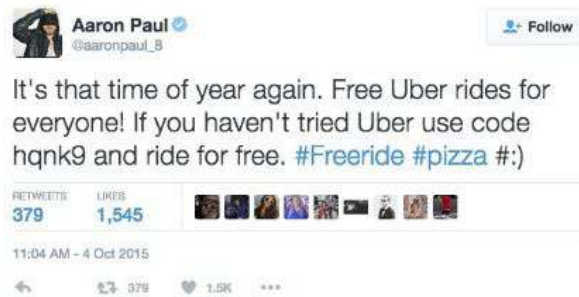 Aaron Paul
@aaronpaul_8
Follow
It's that time of year again. Free Uber rides for
everyone! If you haven't tried Uber use code
hqnk9 and ride for free. #Freeride #pizza #:)
RETWEETS LIKES
379 1,545
11:04 AM - 4 Oct 2015
379 1.5K